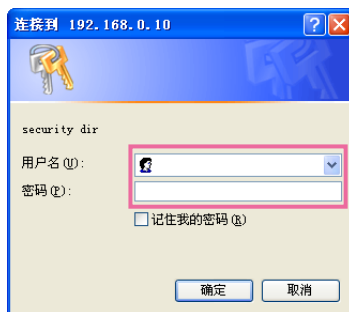 连接到 192.168.0.10
security dir
用户名(U):
密码(P):
记住我的密码(R)
确定 取消